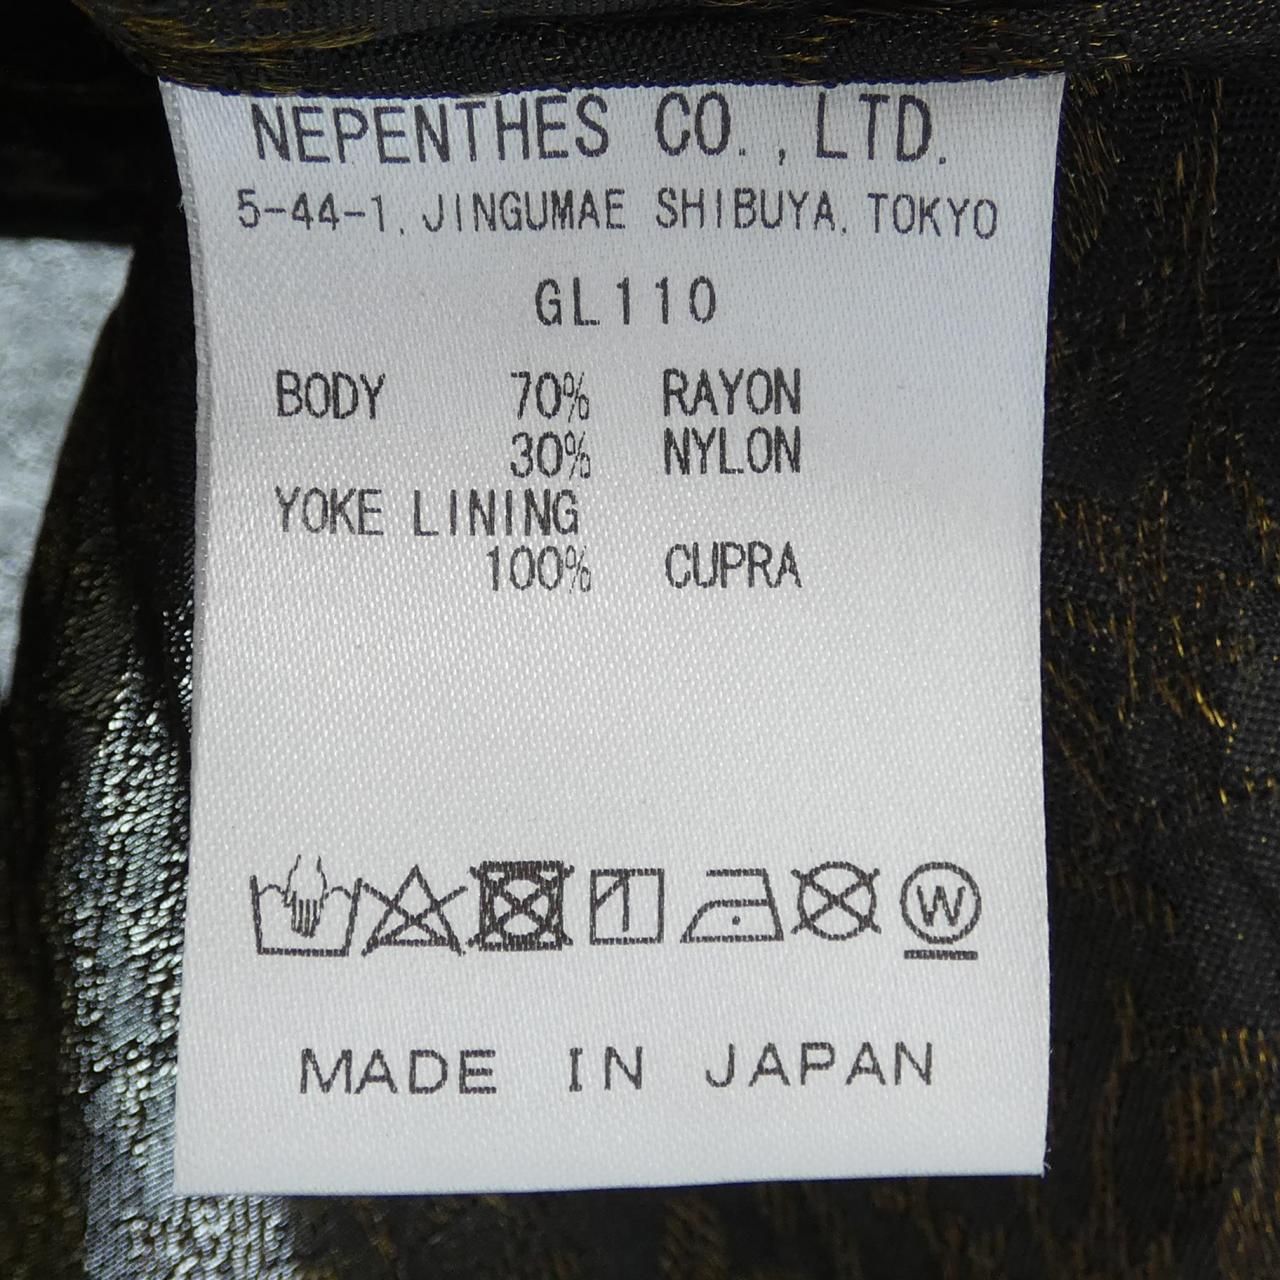 NEPENTHES CO.,LTD.
5-44-1, JINGUMAE SHIBUYA, TOKYO
GL110
BODY 70% RAYON
30% NYLON
YOKE LINING
100% CUPRA
W
MADE IN JAPAN